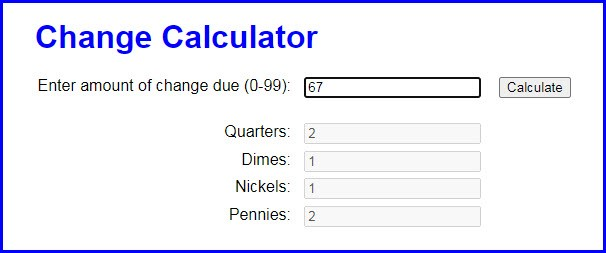 Change Calculator
Enter amount of change due (0-99): 67 Calculate
Quarters: 2
Dimes: 1
Nickels: 1
Pennies: 2